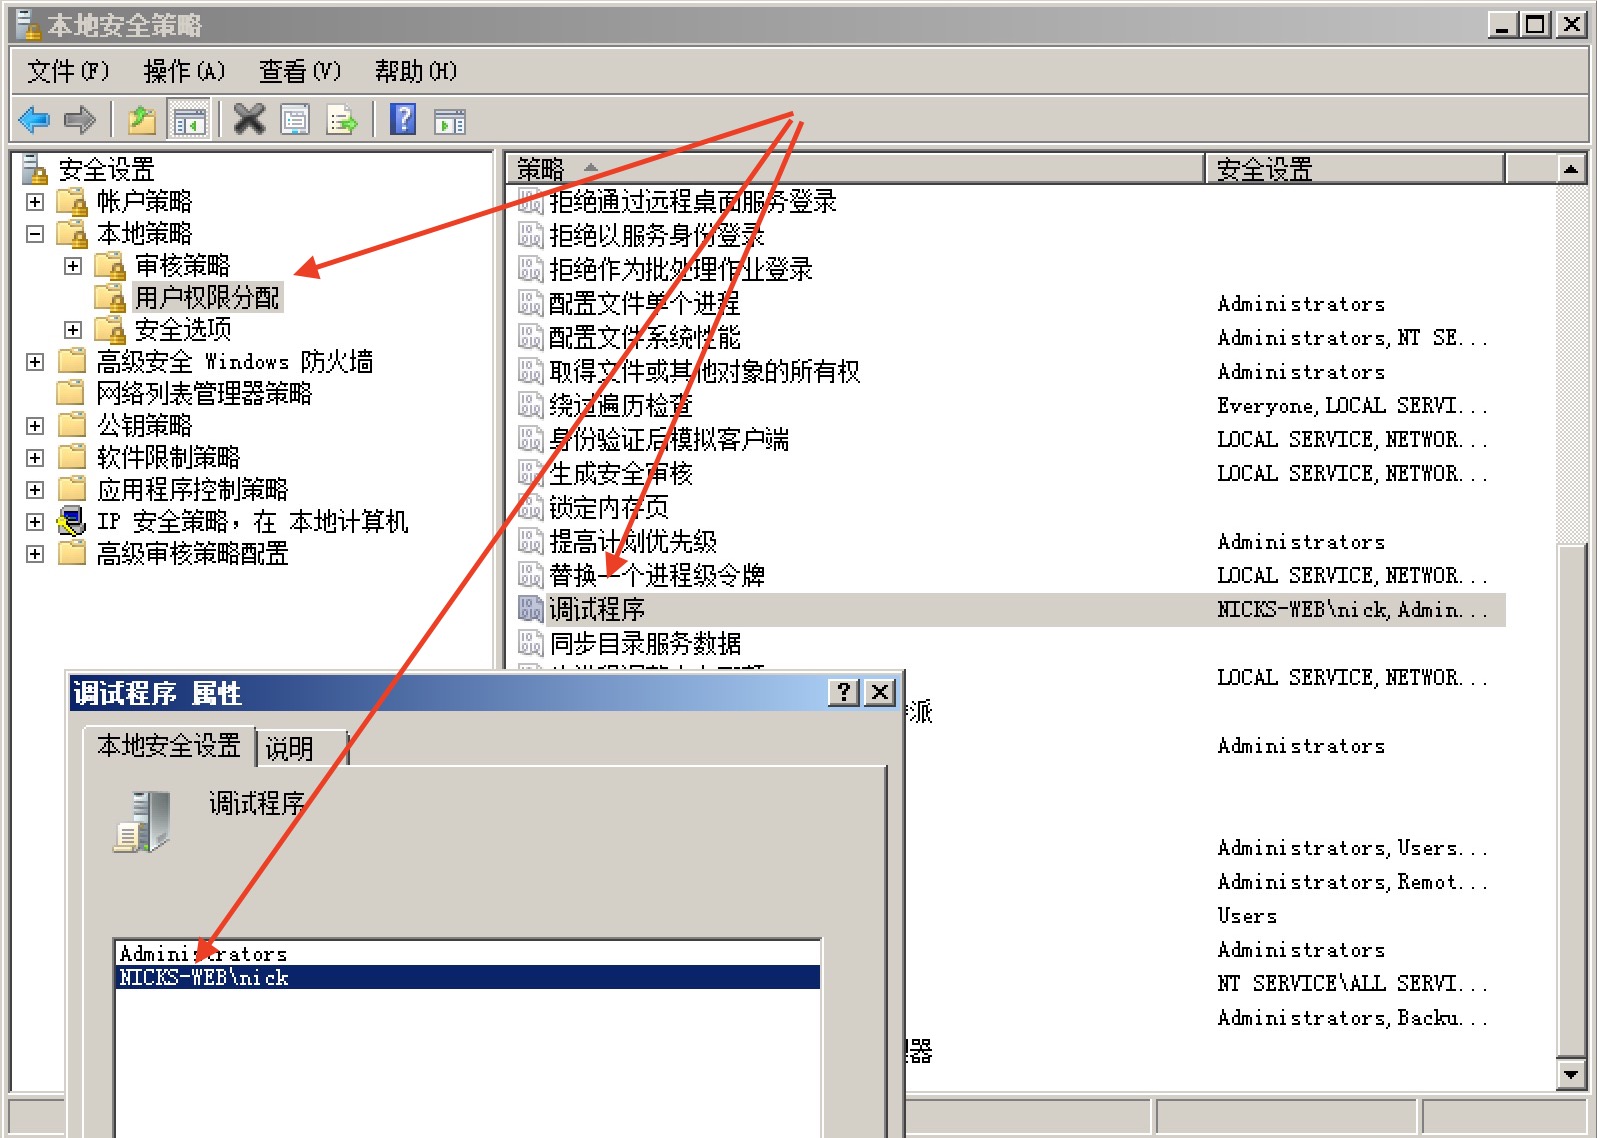 本地安全策略
文件(F) 操作(A) 查看(V) 帮助(H)
安全设置
帐户策略
本地策略
审核策略
用户权限分配
安全选项
高级安全 Windows 防火墙
网络列表管理器策略
公钥策略
软件限制策略
应用程序控制策略
IP 安全策略，在 本地计算机
高级审核策略配置
策略 安全设置
拒绝通过远程桌面服务登录
拒绝以服务身份登录
拒绝作为批处理作业登录
配置文件单个进程 Administrators
配置文件系统性能 Administrators,NT SE...
取得文件或其他对象的所有权 Administrators
绕过遍历检查 Everyone,LOCAL SERVI...
身份验证后模拟客户端 LOCAL SERVICE,NETWOR...
生成安全审核 LOCAL SERVICE,NETWOR...
锁定内存页
提高计划优先级 Administrators
替换一个进程级令牌 LOCAL SERVICE,NETWOR...
调试程序 NICKS-WEB\nick,Admin...
同步目录服务数据
LOCAL SERVICE,NETWOR...
派
Administrators
Administrators,Users...
Administrators,Remot...
Users
Administrators
NT SERVICE\ALL SERVI...
Administrators,Backu...
器
调试程序 属性
本地安全设置 说明
调试程序
Administrators
NICKS-WEB\nick